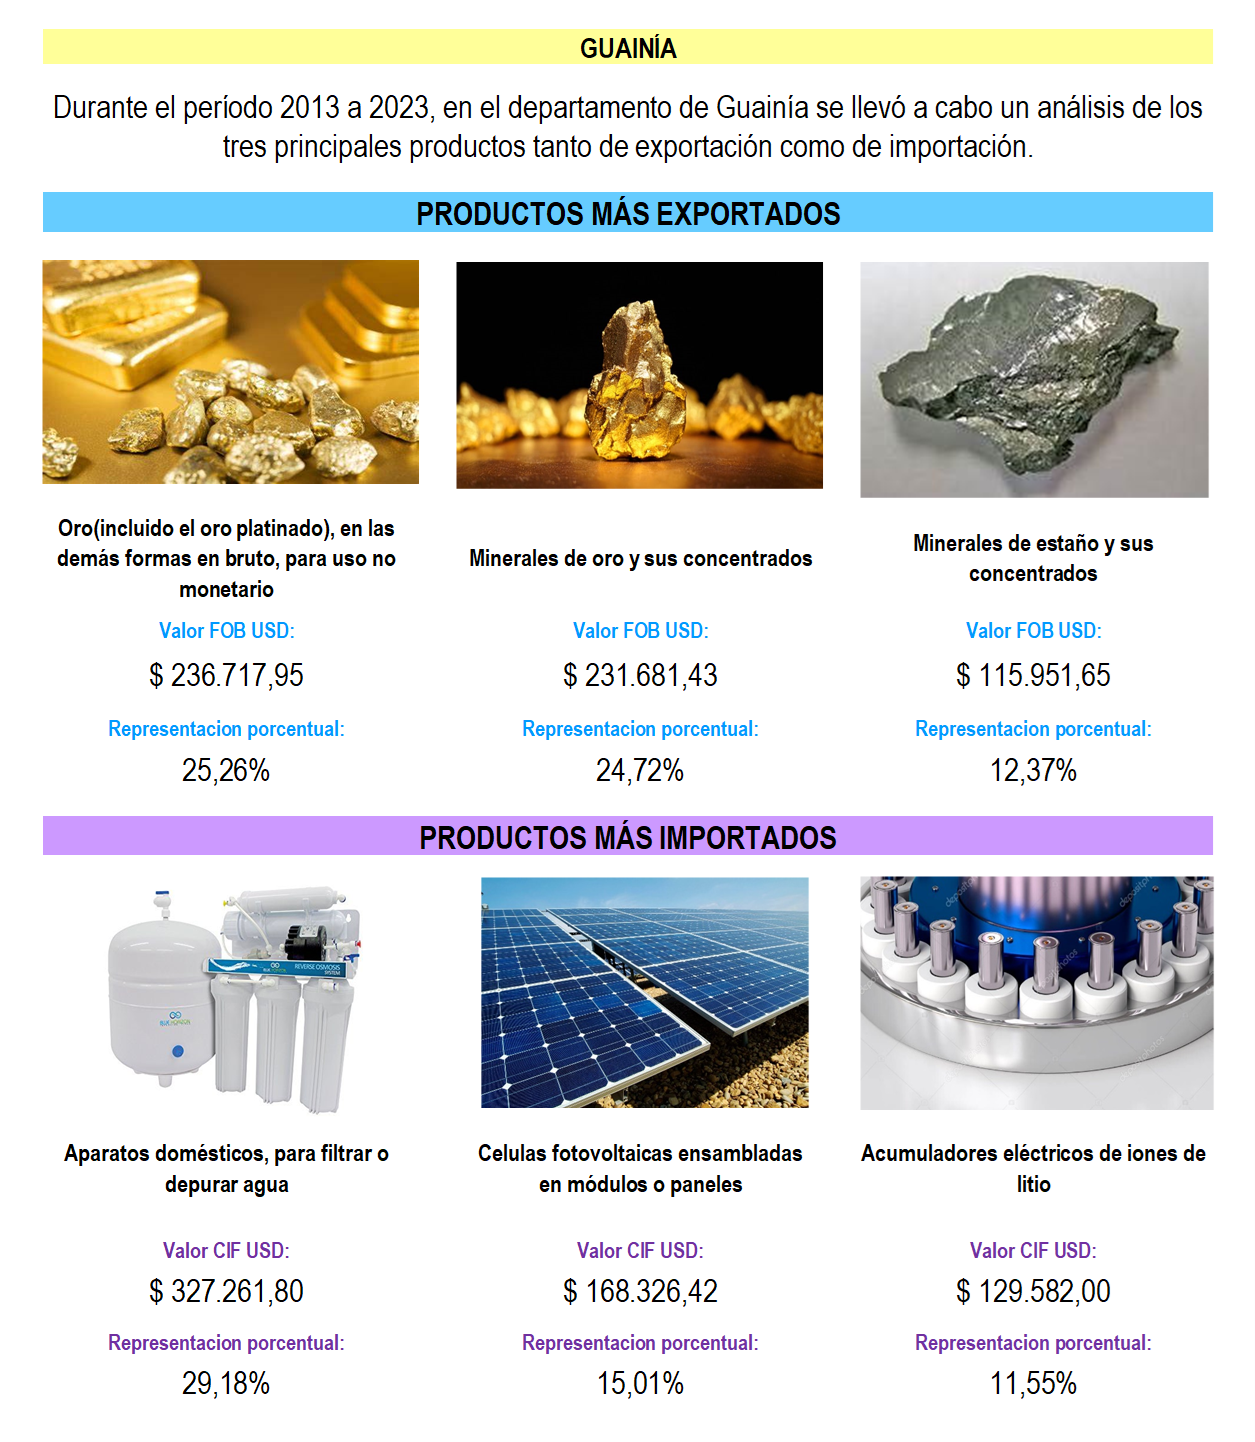 GUAINÍA
Durante el período 2013 a 2023, en el departamento de Guainía se llevó a cabo un análisis de los
tres principales productos tanto de exportación como de importación.
PRODUCTOS MÁS EXPORTADOS
Oro(incluido el oro platinado), en las
demás formas en bruto, para uso no
monetario
Valor FOB USD:
$ 236.717,95
Representacion porcentual:
25,26%
Minerales de oro y sus concentrados
Valor FOB USD:
$ 231.681,43
Representacion porcentual:
24,72%
Minerales de estaño y sus
concentrados
Valor FOB USD:
$ 115.951,65
Representacion porcentual:
12,37%
PRODUCTOS MÁS IMPORTADOS
REVERSE OSMOSIS
SYSTEM
Aparatos domésticos, para filtrar o
depurar agua
Valor CIF USD:
$ 327.261,80
Representacion porcentual:
29,18%
Celulas fotovoltaicas ensambladas
en módulos o paneles
Valor CIF USD:
$ 168.326,42
Representacion porcentual:
15,01%
Acumuladores eléctricos de iones de
litio
Valor CIF USD:
$ 129.582,00
Representacion porcentual:
11,55%